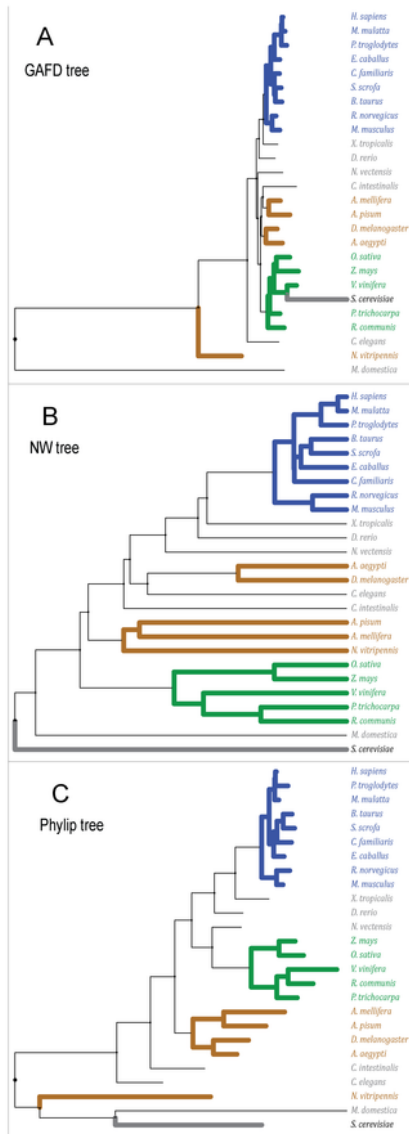 A
GAFD tree
H. sapiens
M. mulatta
P. troglodytes
E. caballus
C. familiaris
S. scrofa
B. taurus
R. norvegicus
M. musculus
X. tropicalis
D. rerio
N. vectensis
C. intestinalis
A. mellifera
A. pisum
D. melanogaster
A. aegypti
O. sativa
Z. mays
V. vinifera
S. cerevisiae
P. trichocarpa
R. communis
C. elegans
N. vitripennis
M. domestica
B
NW tree
H. sapiens
M. mulatta
P. troglodytes
B. taurus
S. scrofa
E. caballus
C. familiaris
R. norvegicus
M. musculus
X. tropicalis
D. rerio
N. vectensis
A. aegypti
D. melanogaster
C. elegans
C. intestinalis
A. pisum
A. mellifera
N. vitripennis
O. sativa
Z. mays
V. vinifera
P. trichocarpa
R. communis
M. domestica
S. cerevisiae
C
Phylip tree
H. sapiens
P. troglodytes
M. mulatta
B. taurus
S. scrofa
C. familiaris
E. caballus
R. norvegicus
M. musculus
X. tropicalis
D. rerio
N. vectensis
Z. mays
O. sativa
V. vinifera
R. communis
P. trichocarpa
A. mellifera
A. pisum
D. melanogaster
A. aegypti
C. intestinalis
C. elegans
N. vitripennis
M. domestica
S. cerevisiae